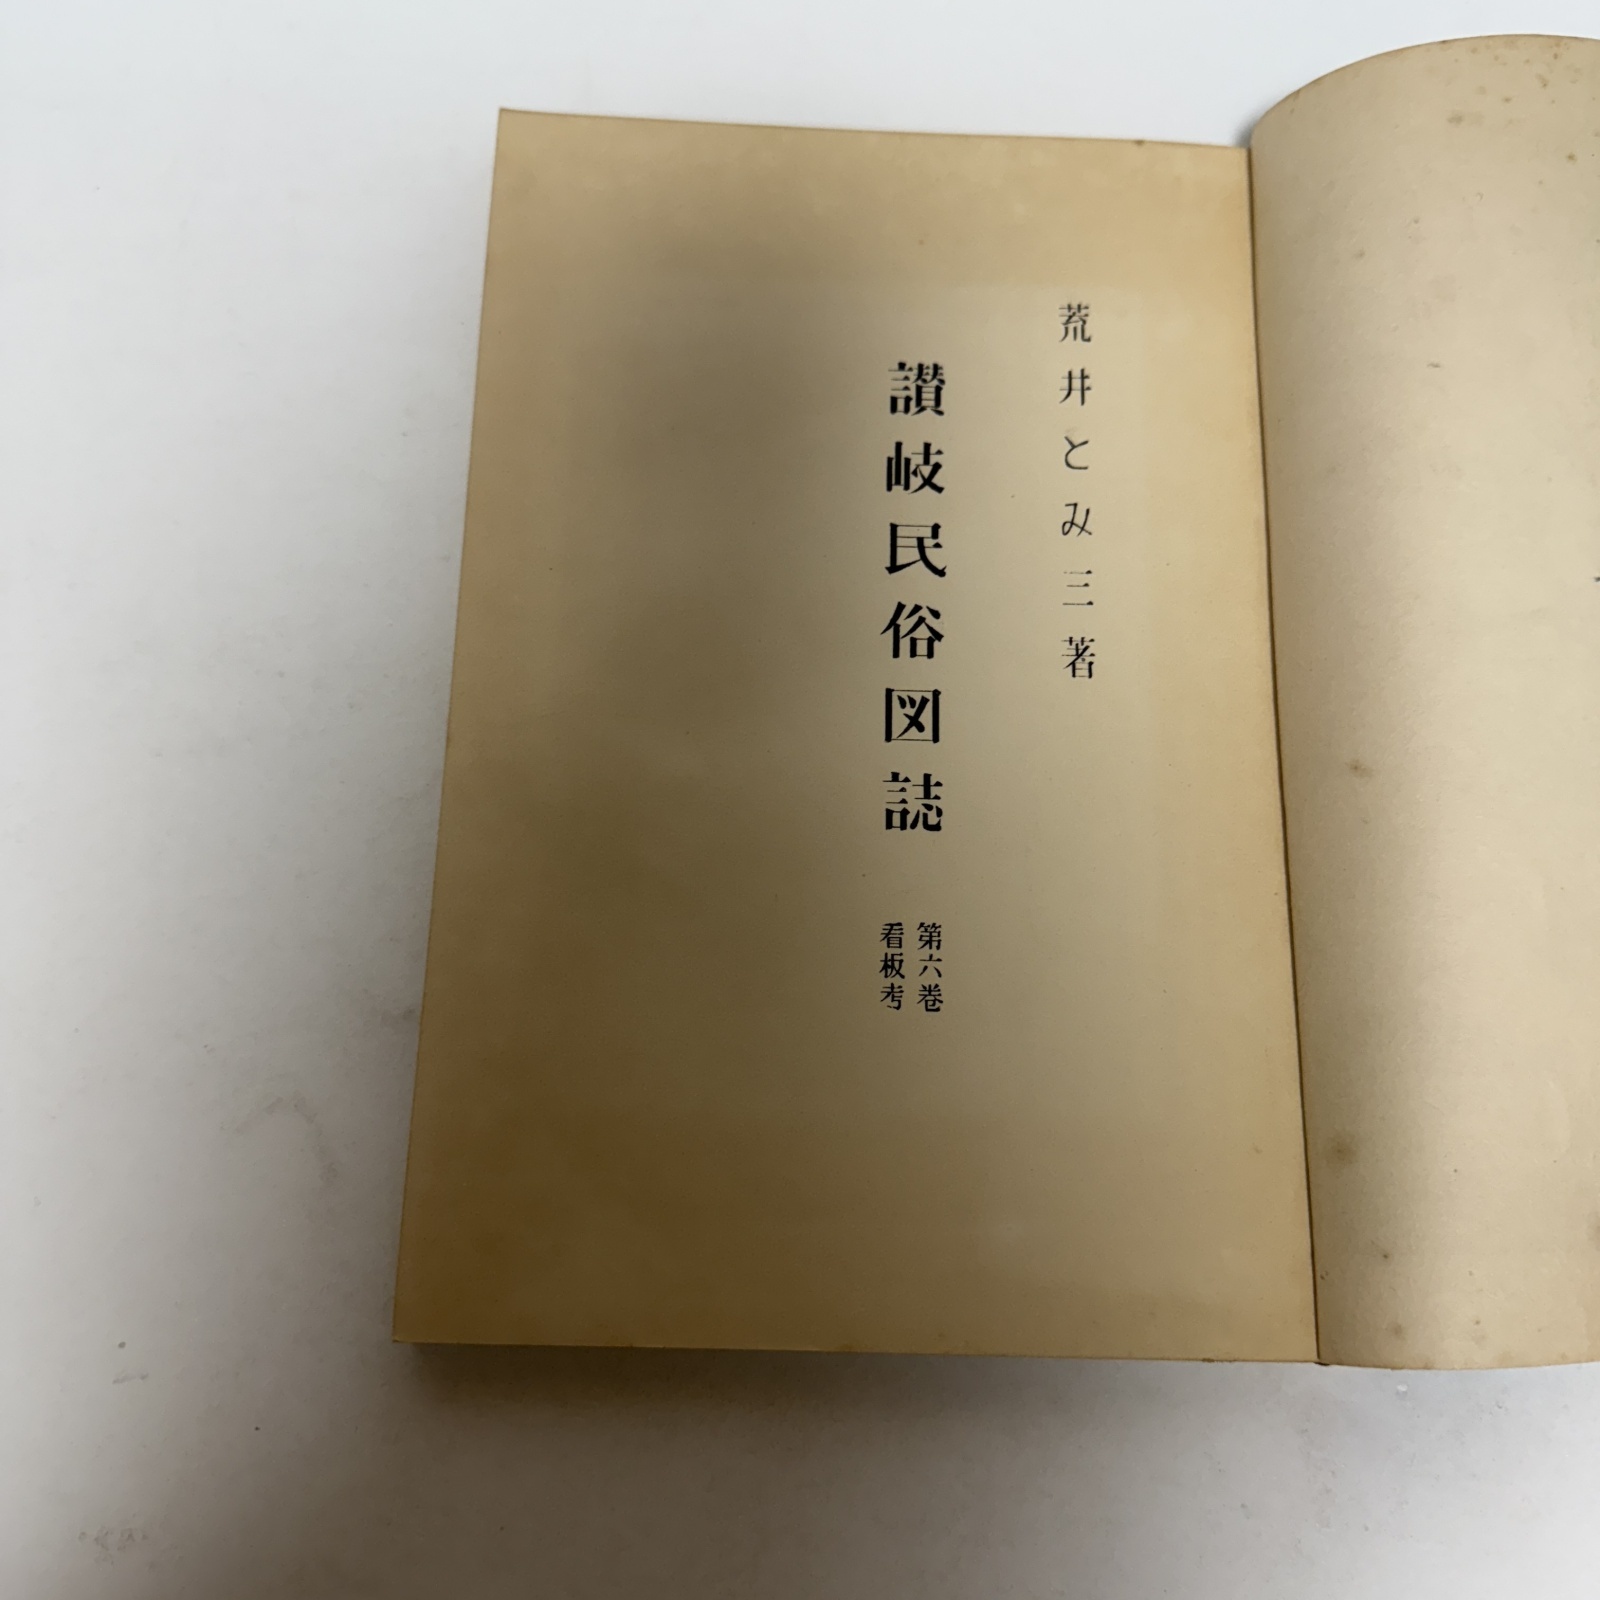 荒井とみ三著
讃岐民俗図誌
第六巻
看板考